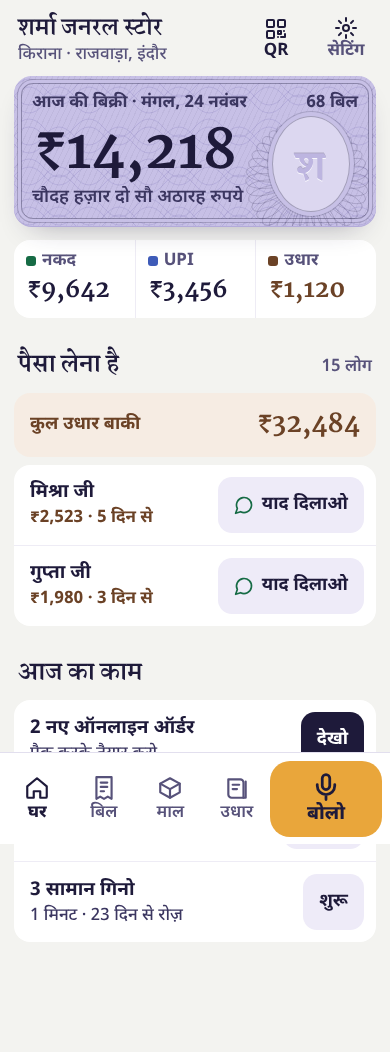 शर्मा जनरल स्टोर
किराना · राजवाड़ा, इंदौर
QR
सेटिंग
आज की बिक्री · मंगल, 24 नवंबर
68 बिल
₹14,218
श
चौदह हज़ार दो सौ अठारह रुपये
नकद
UPI
उधार
₹9,642
₹3,456
₹1,120
पैसा लेना है
15 लोग
कुल उधार बाकी
₹32,484
मिश्रा जी
₹2,523 · 5 दिन से
याद दिलाओ
गुप्ता जी
₹1,980 · 3 दिन से
याद दिलाओ
आज का काम
2 नए ऑनलाइन ऑर्डर
देखो
घर
बिल
माल
उधार
बोलो
3 सामान गिनो
1 मिनट · 23 दिन से रोज़
शुरू